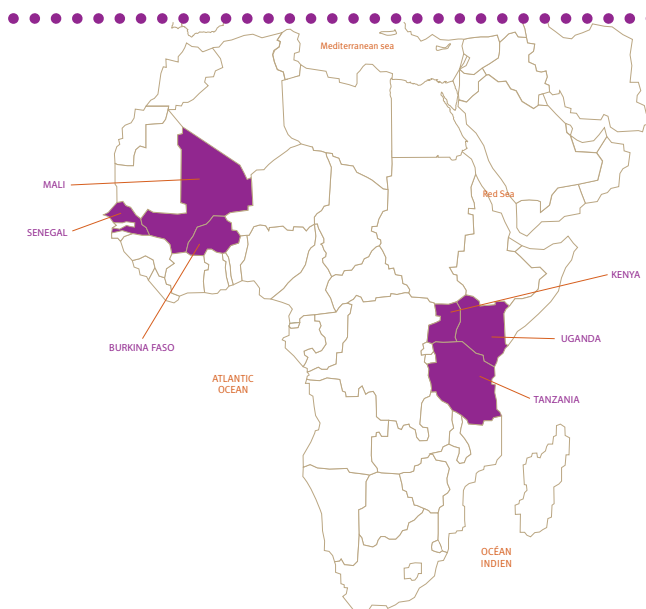 Mediterranean sea
MALI
Red Sea
SENEGAL
KENYA
UGANDA
BURKINA FASO
ATLANTIC
OCEAN
TANZANIA
OCÉAN
INDIEN